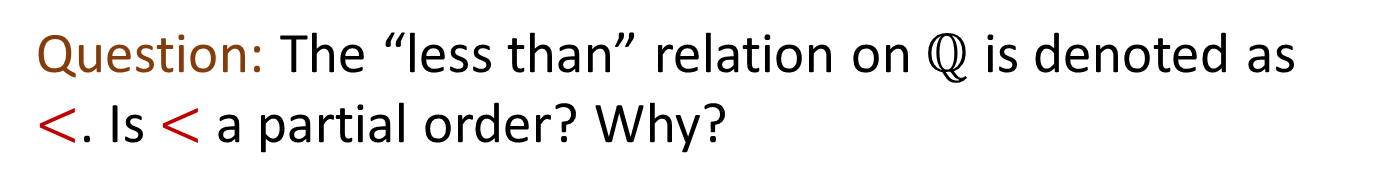 Question: The “less than” relation on ℚ is denoted as
<. Is < a partial order? Why?